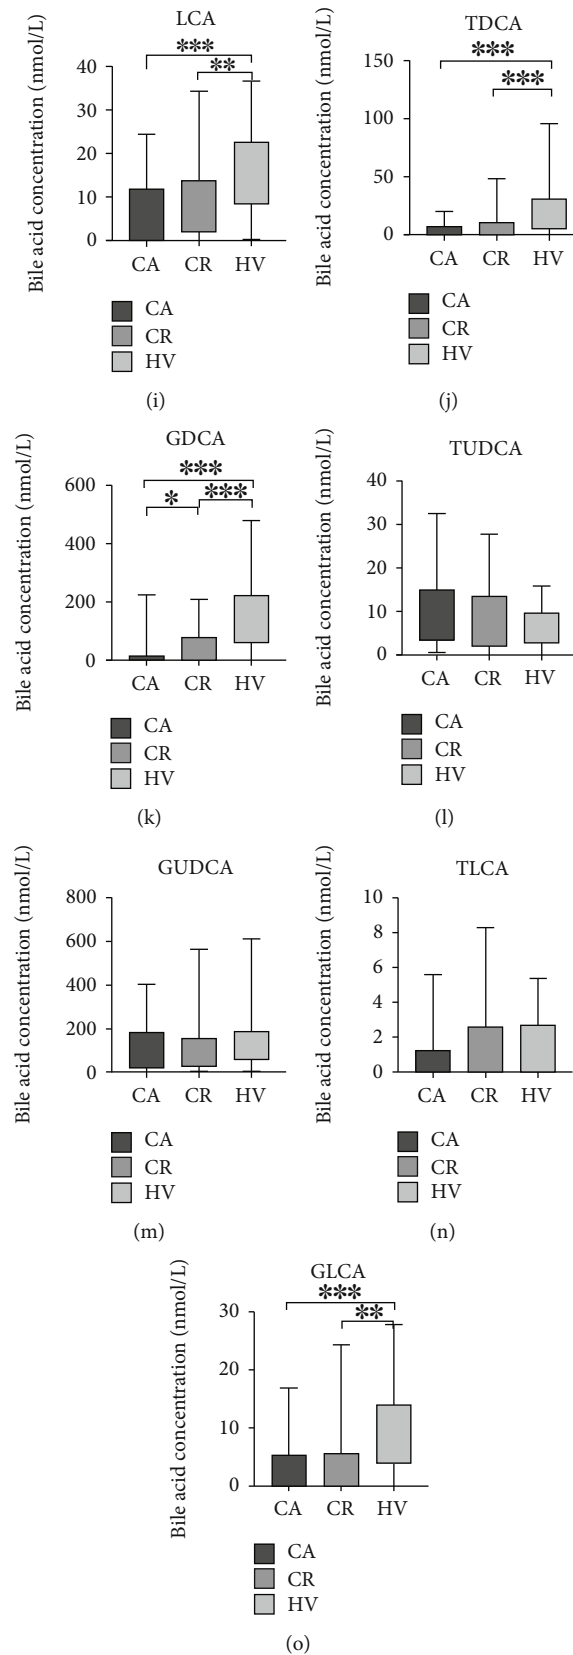 LCA
***
**
Bile acid concentration (nmol/L)
40
30
20
10
0
CA CR HV
CA
CR
HV
(i)
TDCA
***
***
Bile acid concentration (nmol/L)
150
100
50
0
CA CR HV
CA
CR
HV
(j)
GDCA
***
* ***
Bile acid concentration (nmol/L)
600
400
200
0
CA CR HV
CA
CR
HV
(k)
TUDCA
Bile acid concentration (nmol/L)
40
30
20
10
0
CA CR HV
CA
CR
HV
(l)
GUDCA
Bile acid concentration (nmol/L)
800
600
400
200
0
CA CR HV
CA
CR
HV
(m)
TLCA
Bile acid concentration (nmol/L)
10
8
6
4
2
0
CA CR HV
CA
CR
HV
(n)
GLCA
***
**
Bile acid concentration (nmol/L)
30
20
10
0
CA CR HV
CA
CR
HV
(o)